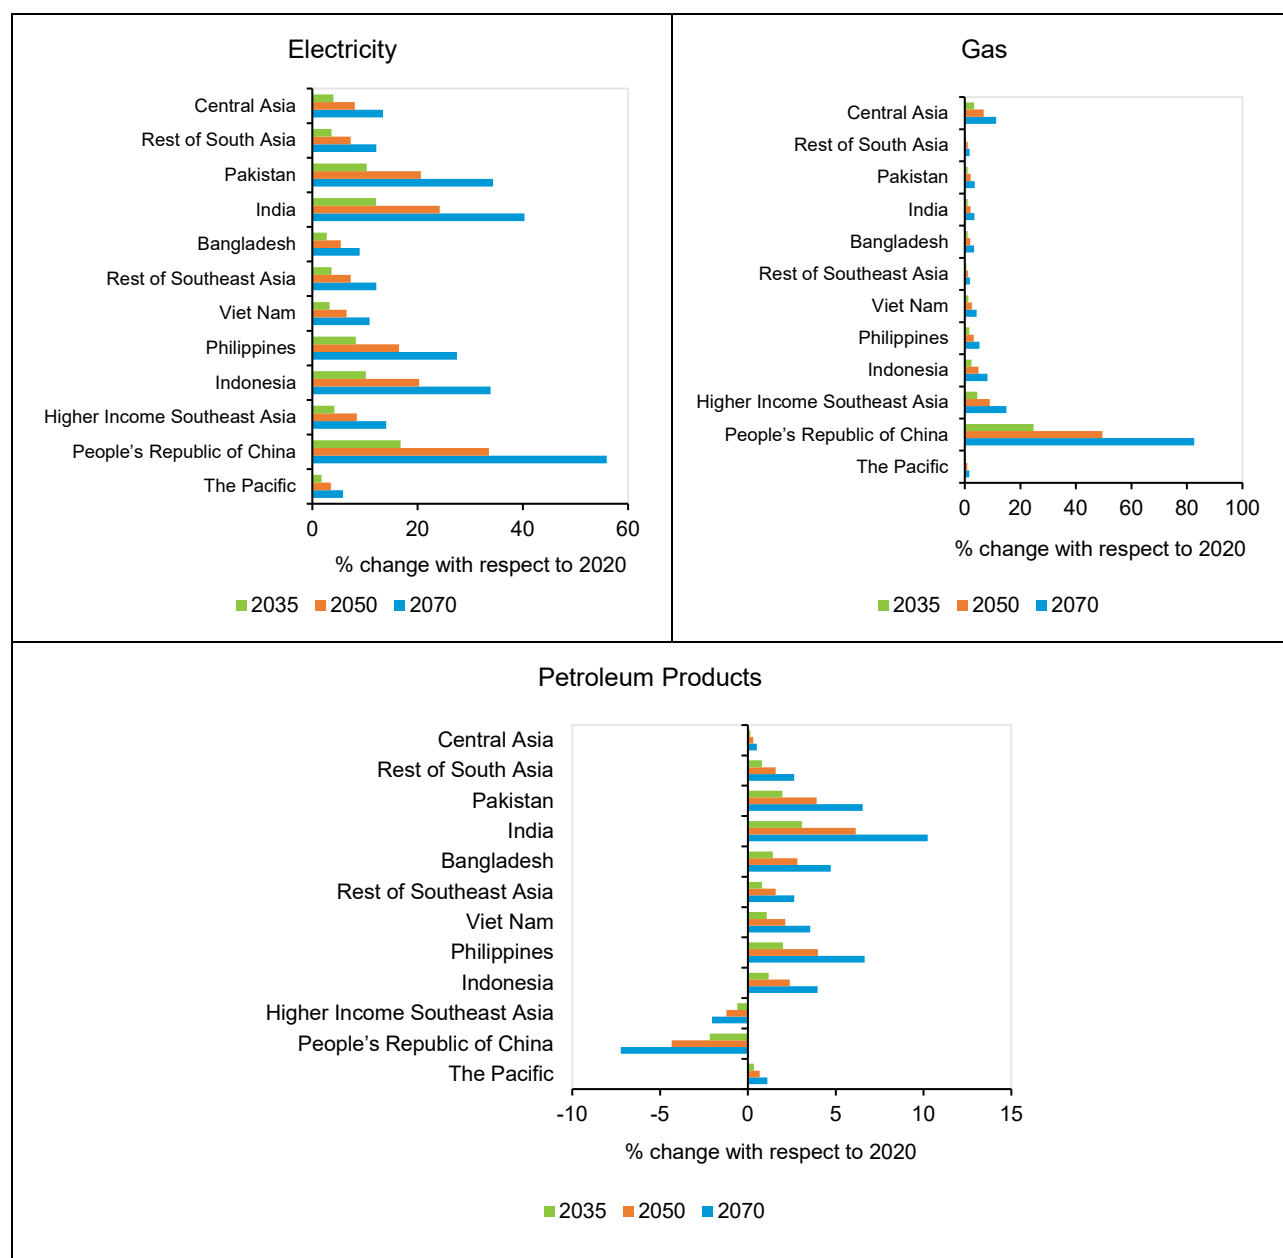 Electricity
Central Asia
Rest of South Asia
Pakistan
India
Bangladesh
Rest of Southeast Asia
Viet Nam
Philippines
Indonesia
Higher Income Southeast Asia
People’s Republic of China
The Pacific
0 20 40 60
% change with respect to 2020
2035 2050 2070
Gas
Central Asia
Rest of South Asia
Pakistan
India
Bangladesh
Rest of Southeast Asia
Viet Nam
Philippines
Indonesia
Higher Income Southeast Asia
People’s Republic of China
The Pacific
0 20 40 60 80 100
% change with respect to 2020
2035 2050 2070
Petroleum Products
Central Asia
Rest of South Asia
Pakistan
India
Bangladesh
Rest of Southeast Asia
Viet Nam
Philippines
Indonesia
Higher Income Southeast Asia
People’s Republic of China
The Pacific
-10 -5 0 5 10 15
% change with respect to 2020
2035 2050 2070